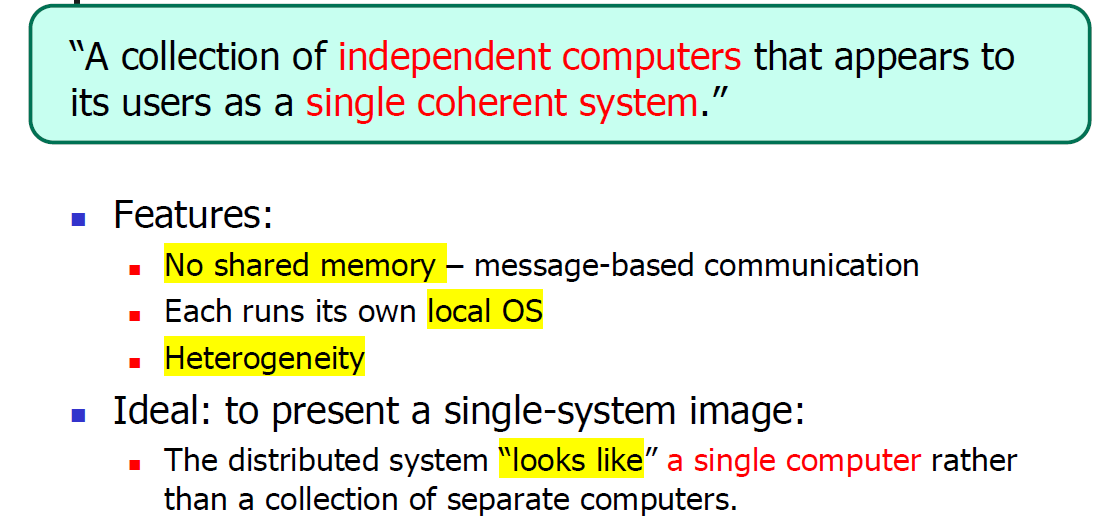 “A collection of independent computers that appears to
its users as a single coherent system.”
Features:
No shared memory – message-based communication
Each runs its own local OS
Heterogeneity
Ideal: to present a single-system image:
The distributed system “looks like” a single computer rather
than a collection of separate computers.